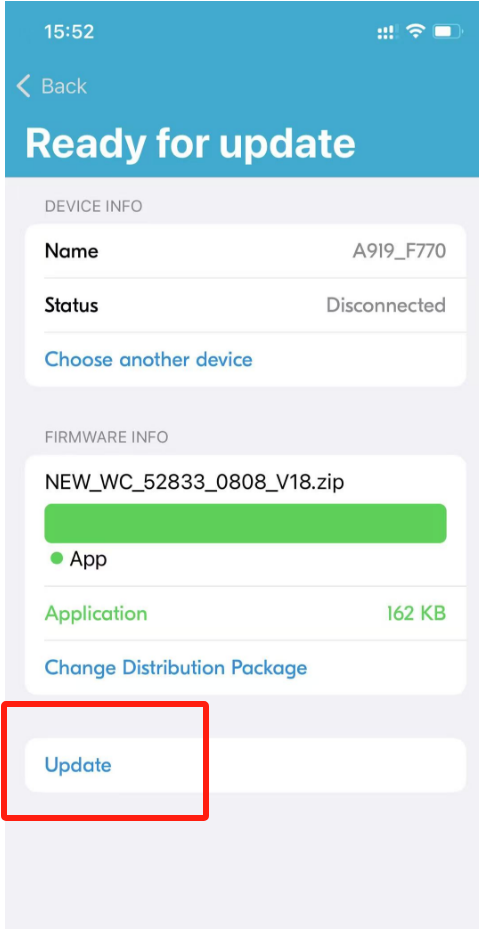 15:52
Back
Ready for update
DEVICE INFO
Name A919_F770
Status Disconnected
Choose another device
FIRMWARE INFO
NEW_WC_52833_0808_V18.zip
App
Application 162 KB
Change Distribution Package
Update